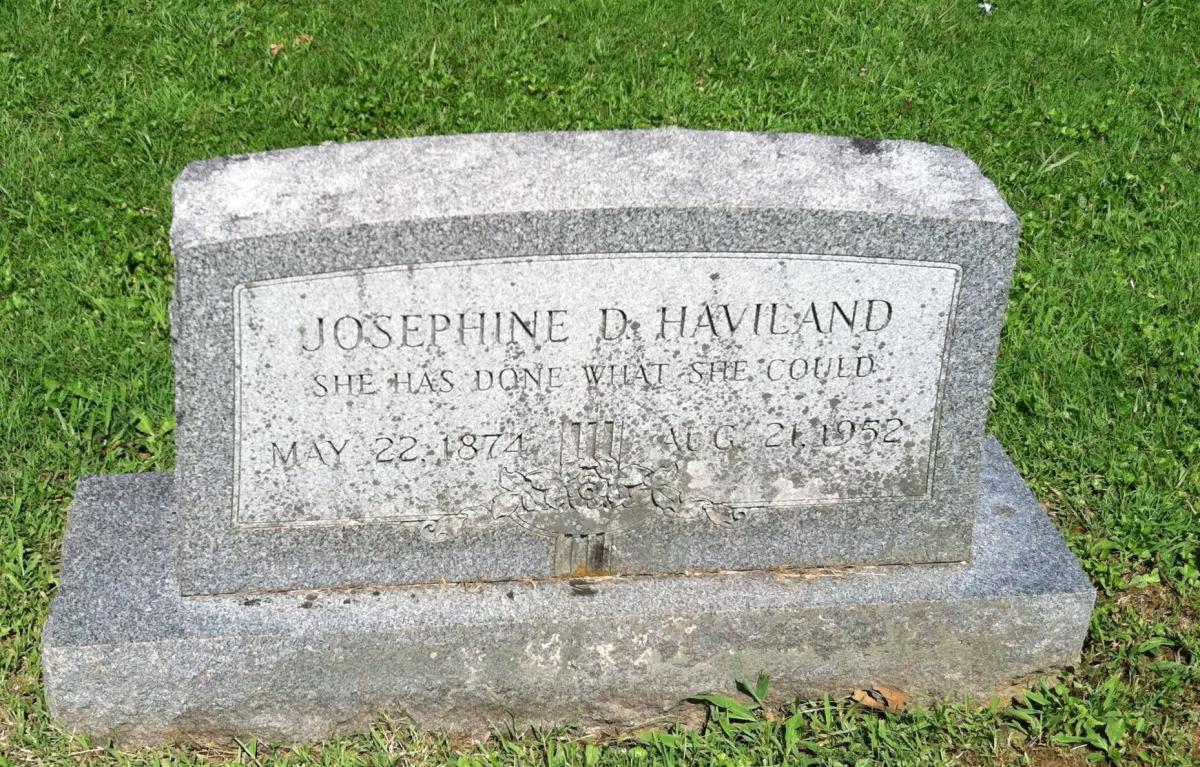 JOSEPHINE D. HAVILAND
SHE HAS DONE WHAT SHE COULD
MAY 22, 1874 AUG. 21, 1952